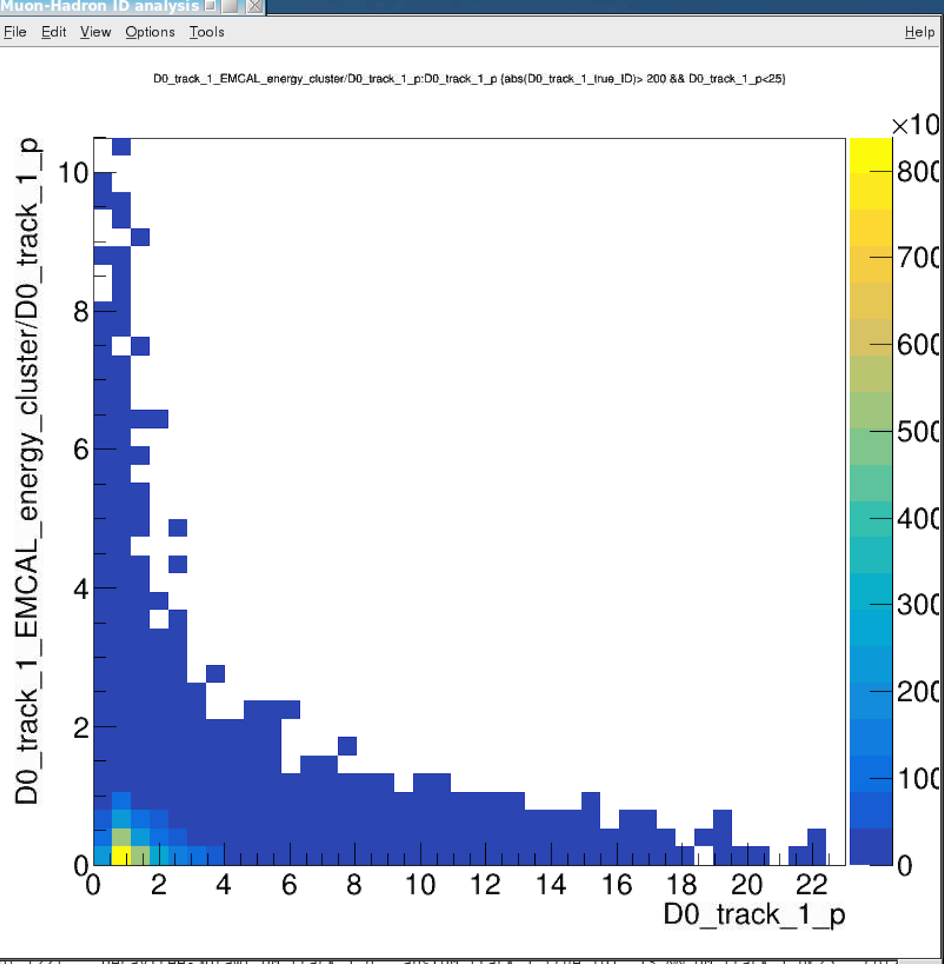 Muon-Hadron ID analysis
File Edit View Options Tools Help
D0_track_1_EMCAL_energy_cluster/D0_track_1_p:D0_track_1_p {abs(D0_track_1_true_ID)> 200 && D0_track_1_p<25}
×10
D0_track_1_EMCAL_energy_cluster/D0_track_1_p
10
8
6
4
2
0
800
700
600
500
400
300
200
100
0
0 2 4 6 8 10 12 14 16 18 20 22
D0_track_1_p